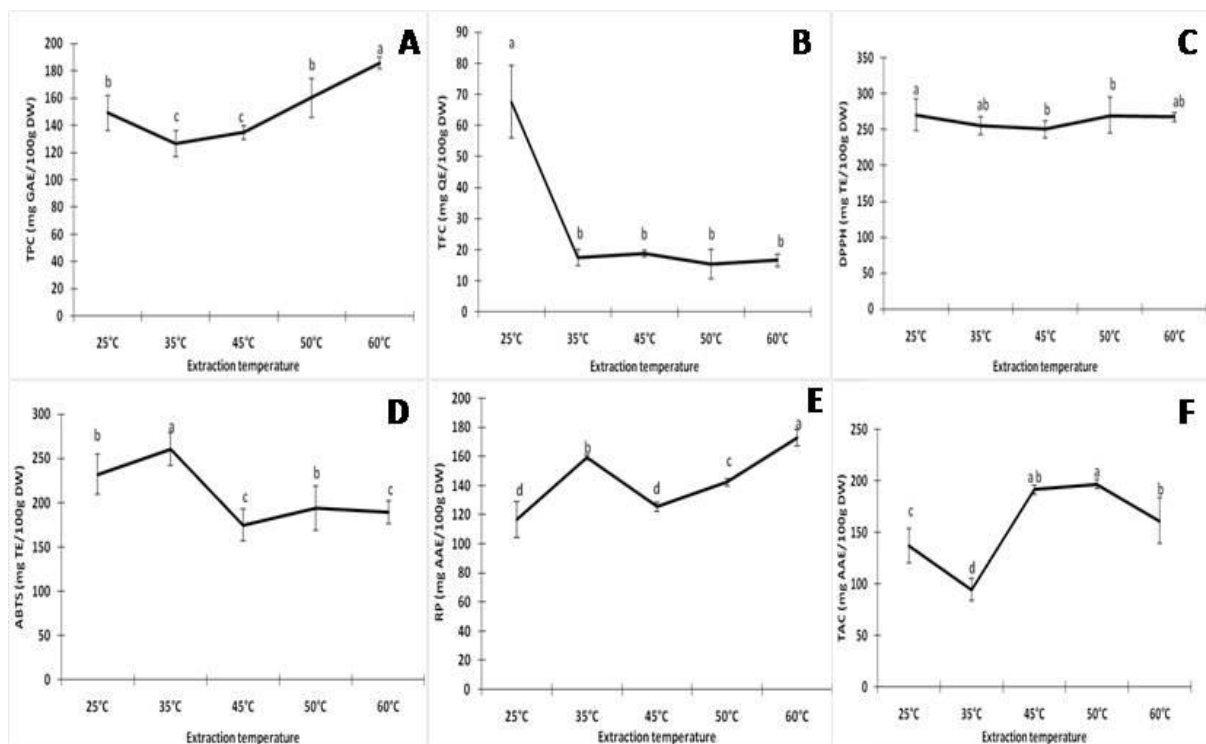 A
TPC (mg GAE/100g DW)
200
180
160
140
120
100
80
60
40
20
0
b
c
c
b
a
25°C 35°C 45°C 50°C 60°C
Extraction temperature
B
TFC (mg QE/100g DW)
90
80
70
60
50
40
30
20
10
0
a
b
b
b
b
25°C 35°C 45°C 50°C 60°C
Extraction temperature
C
DPPH (mg TE/100g DW)
350
300
250
200
150
100
50
0
a
ab
b
b
ab
25°C 35°C 45°C 50°C 60°C
Extraction temperature
D
ABTS (mg TE/100g DW)
300
250
200
150
100
50
0
b
a
c
b
c
25°C 35°C 45°C 50°C 60°C
Extraction temperature
E
RP (mg AAE/100g DW)
200
180
160
140
120
100
80
60
40
20
0
d
b
d
c
a
25°C 35°C 45°C 50°C 60°C
Extraction temperature
F
TAC (mg AAE/100g DW)
250
200
150
100
50
0
c
d
ab
a
b
25°C 35°C 45°C 50°C 60°C
Extraction temperature